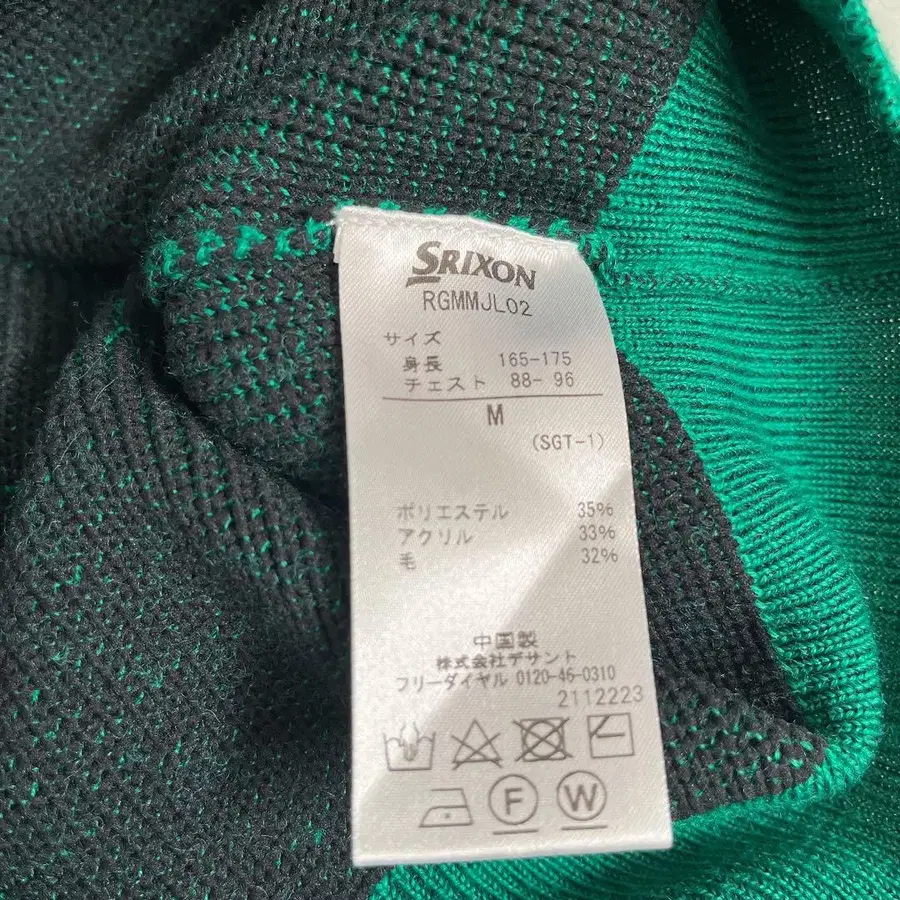 SRIXON
RGMMJL02
サイズ
身長 165-175
チェスト 88- 96
M
(SGT-1)
ポリエステル 35%
アクリル 33%
毛 32%
中国製
株式会社デサント
フリーダイヤル 0120-46-0310
2112223
F W